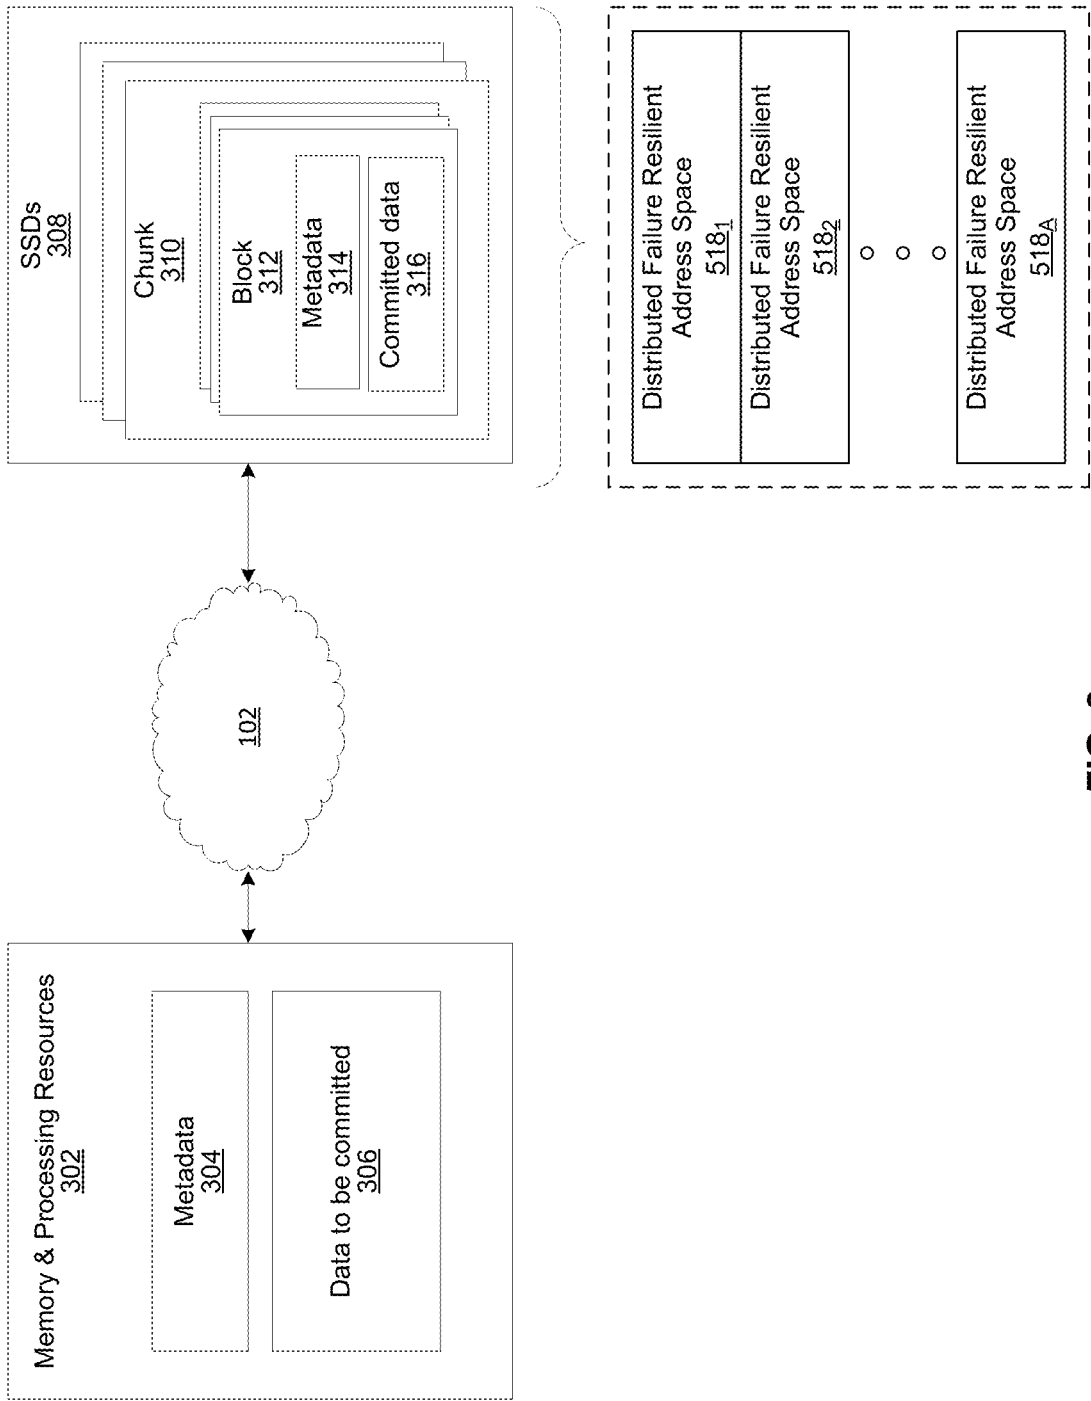 Memory & Processing Resources
302
Metadata
304
Data to be committed
306
102
SSDs
308
Chunk
310
Block
312
Metadata
314
Committed data
316
Distributed Failure Resilient
Address Space
518₁
Distributed Failure Resilient
Address Space
518₂
Distributed Failure Resilient
Address Space
518A